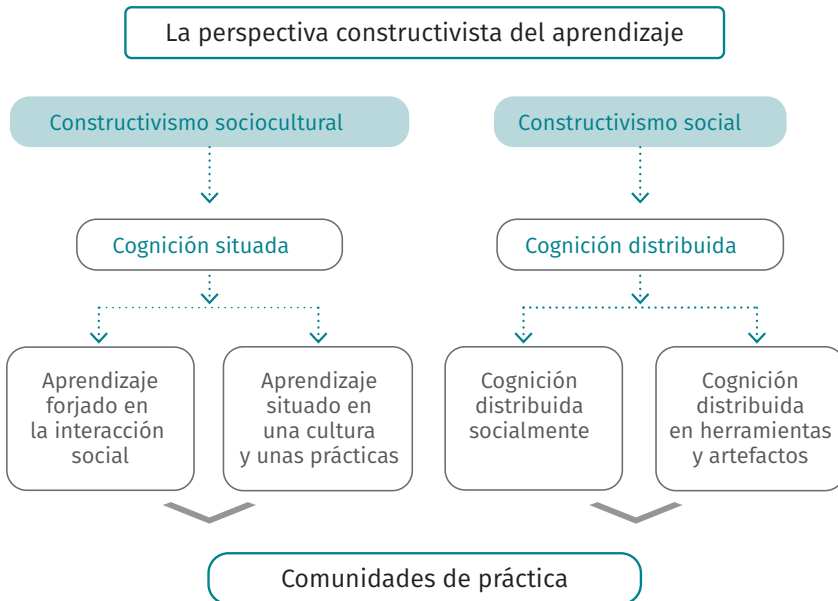 La perspectiva constructivista del aprendizaje
Constructivismo sociocultural
Constructivismo social
Cognición situada
Cognición distribuida
Aprendizaje
forjado en
la interacción
social
Aprendizaje
situado en
una cultura
y unas prácticas
Cognición
distribuida
socialmente
Cognición
distribuida
en herramientas
y artefactos
Comunidades de práctica